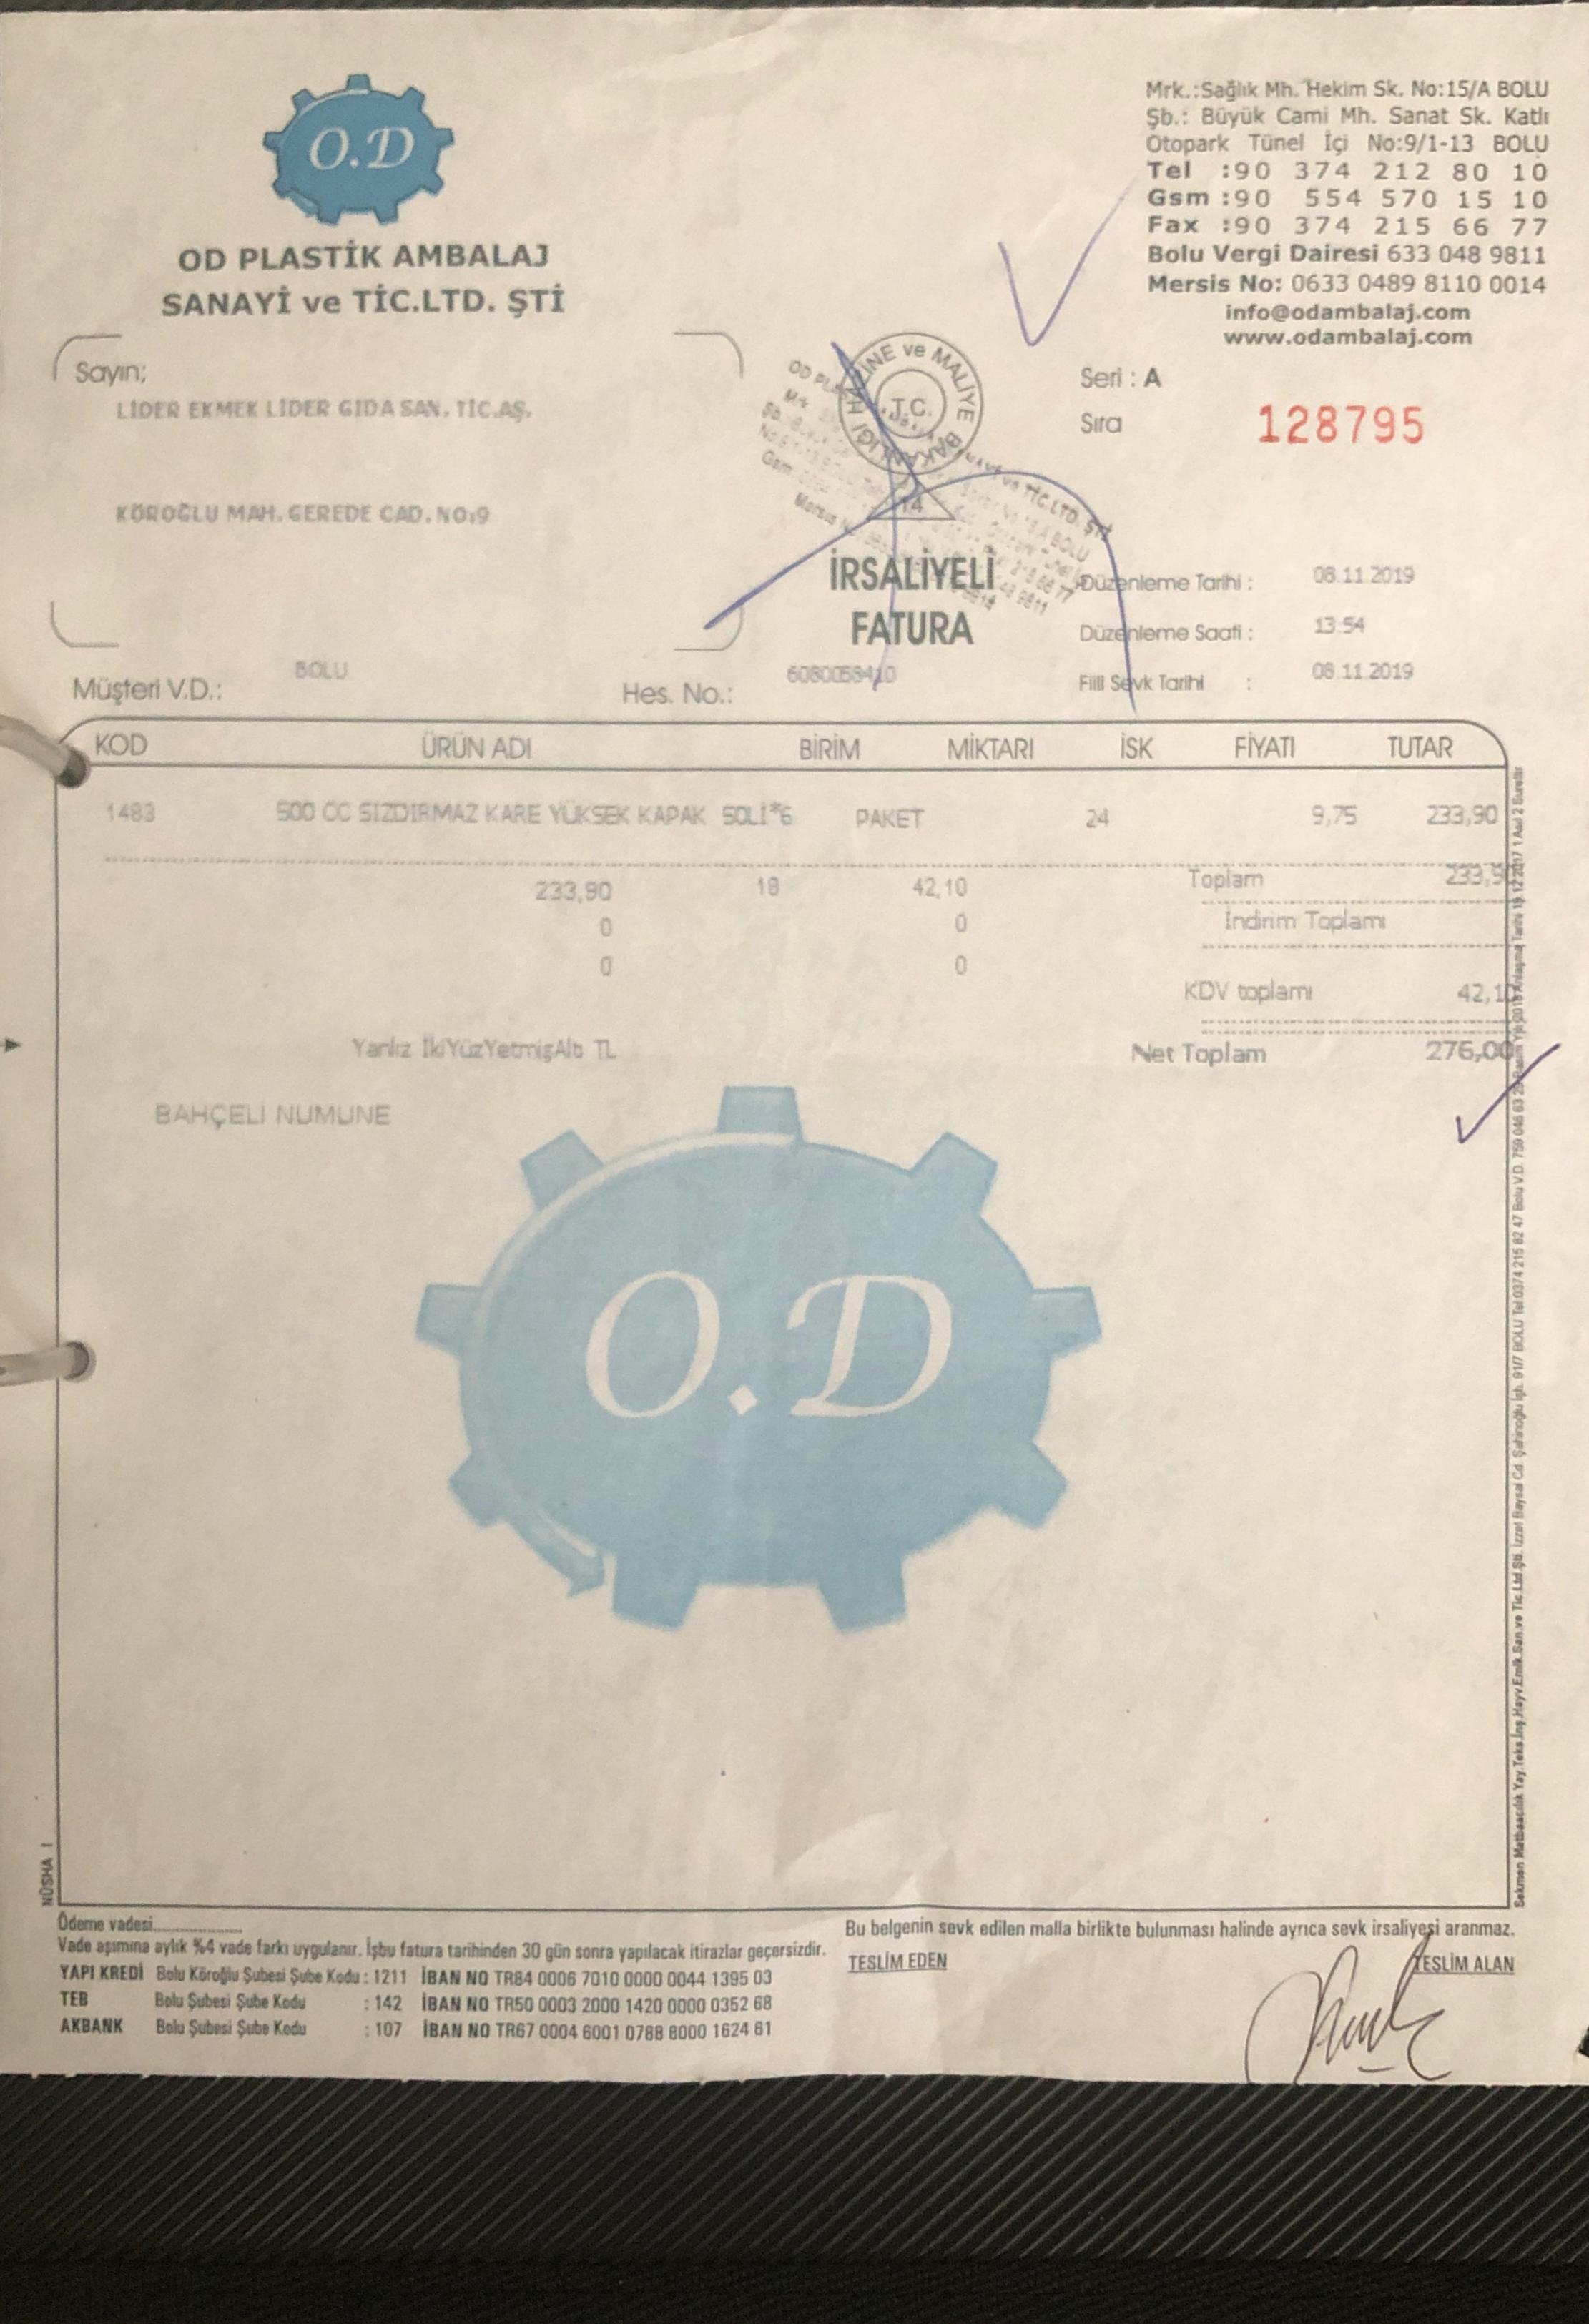 O.D
OD PLASTİK AMBALAJ
SANAYİ ve TİC.LTD. ŞTİ
Mrk.:Sağlık Mh. Hekim Sk. No:15/A BOLU
Şb.: Büyük Cami Mh. Sanat Sk. Katlı
Otopark Tünel İçi No:9/1-13 BOLU
Tel :90 374 212 80 10
Gsm :90 554 570 15 10
Fax :90 374 215 66 77
Bolu Vergi Dairesi 633 048 9811
Mersis No: 0633 0489 8110 0014
info@odambalaj.com
www.odambalaj.com
Sayın;
LİDER EKMEK LİDER GIDA SAN. TİC.AŞ.
KÖROĞLU MAH. GEREDE CAD. NO:9
T.C.
14
Seri : A
Sıra 128795
İRSALİYELİ
FATURA
Düzenleme Tarihi : 08.11.2019
Düzenleme Saati : 13:54
Fiili Sevk Tarihi : 08.11.2019
Müşteri V.D.: BOLU Hes. No.: 6080058410
KOD ÜRÜN ADI BİRİM MİKTARI İSK FİYATI TUTAR
1483 500 CC SIZDIRMAZ KARE YÜKSEK KAPAK 50Lİ*6 PAKET 24 9,75 233,90
233,90 18 42,10 Toplam 233,90
0 0 İndirim Toplamı
0 0
KDV toplamı 42,10
Yanlız İkiYüzYetmişAltı TL Net Toplam 276,00
BAHÇELİ NUMUNE
O.D
NÜSHA 1
Ödeme vadesi......................
Vade aşımına aylık %4 vade farkı uygulanır. İşbu fatura tarihinden 30 gün sonra yapılacak itirazlar geçersizdir.
YAPI KREDİ Bolu Köroğlu Şubesi Şube Kodu : 1211 İBAN NO TR84 0006 7010 0000 0044 1395 03
TEB Bolu Şubesi Şube Kodu : 142 İBAN NO TR50 0003 2000 1420 0000 0352 68
AKBANK Bolu Şubesi Şube Kodu : 107 İBAN NO TR67 0004 6001 0788 8000 1624 61
Bu belgenin sevk edilen malla birlikte bulunması halinde ayrıca sevk irsaliyesi aranmaz.
TESLİM EDEN TESLİM ALAN